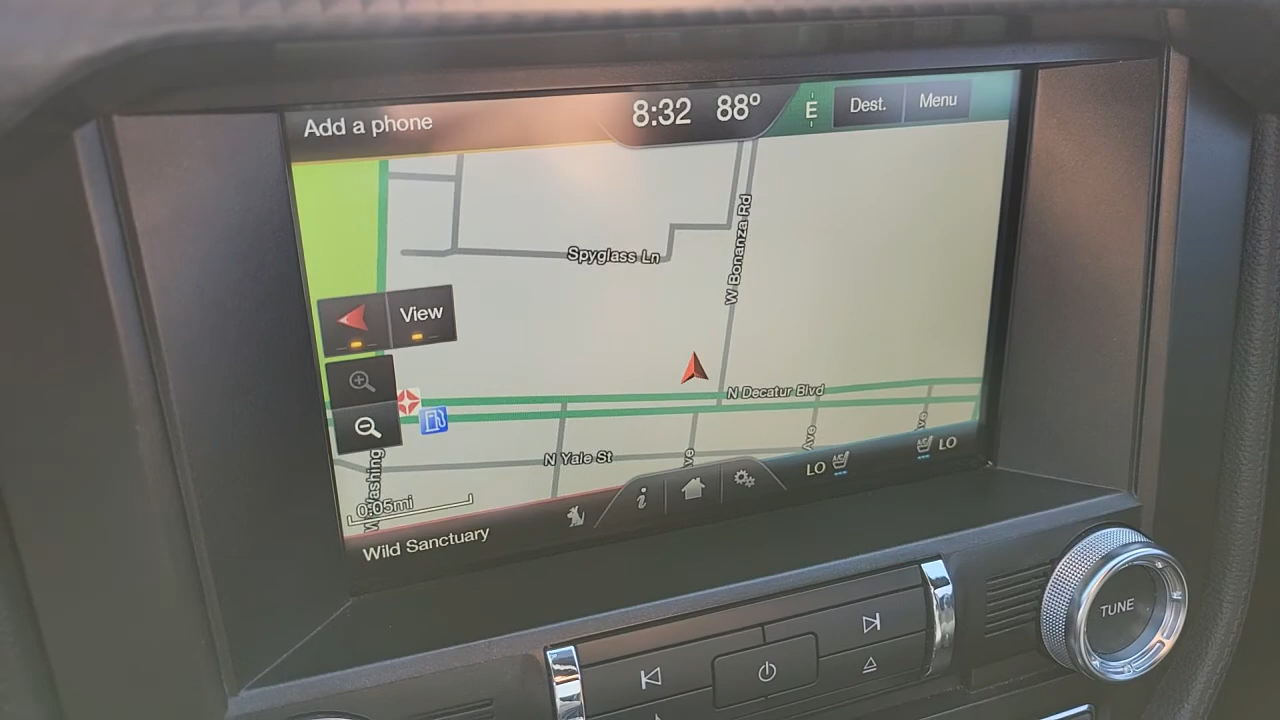 Add a phone
8:32 88°
E
Dest.
Menu
Spyglass Ln
W Bonanza Rd
View
N Decatur Blvd
N Yale St
0.05mi
LO A/C
A/C LO
i
Wild Sanctuary
TUNE